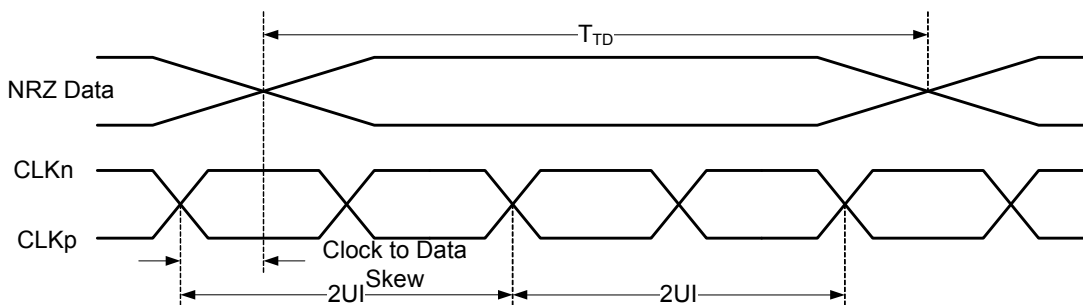 T_TD
NRZ Data
CLKn
CLKp
Clock to Data
Skew
2UI
2UI